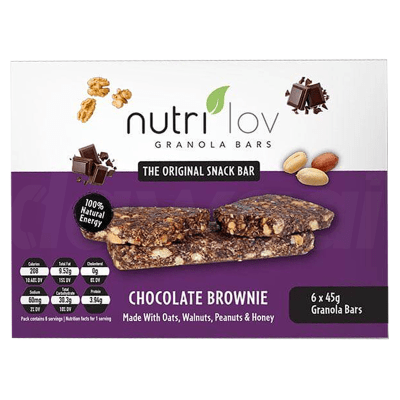 nutri lov
GRANOLA BARS
THE ORIGINAL SNACK BAR
100%
Natural
Energy
Calories Total Fat Cholesterol
208 9.52g 0g
10.40% DV 15% DV 0% DV
Sodium Total Carbohydrate Protein
60mg 30.3g 3.94g
3% DV 10% DV
Pack contains 6 servings | Nutrition facts for 1 serving
CHOCOLATE BROWNIE
Made With Oats, Walnuts, Peanuts & Honey
6 x 45g
Granola Bars